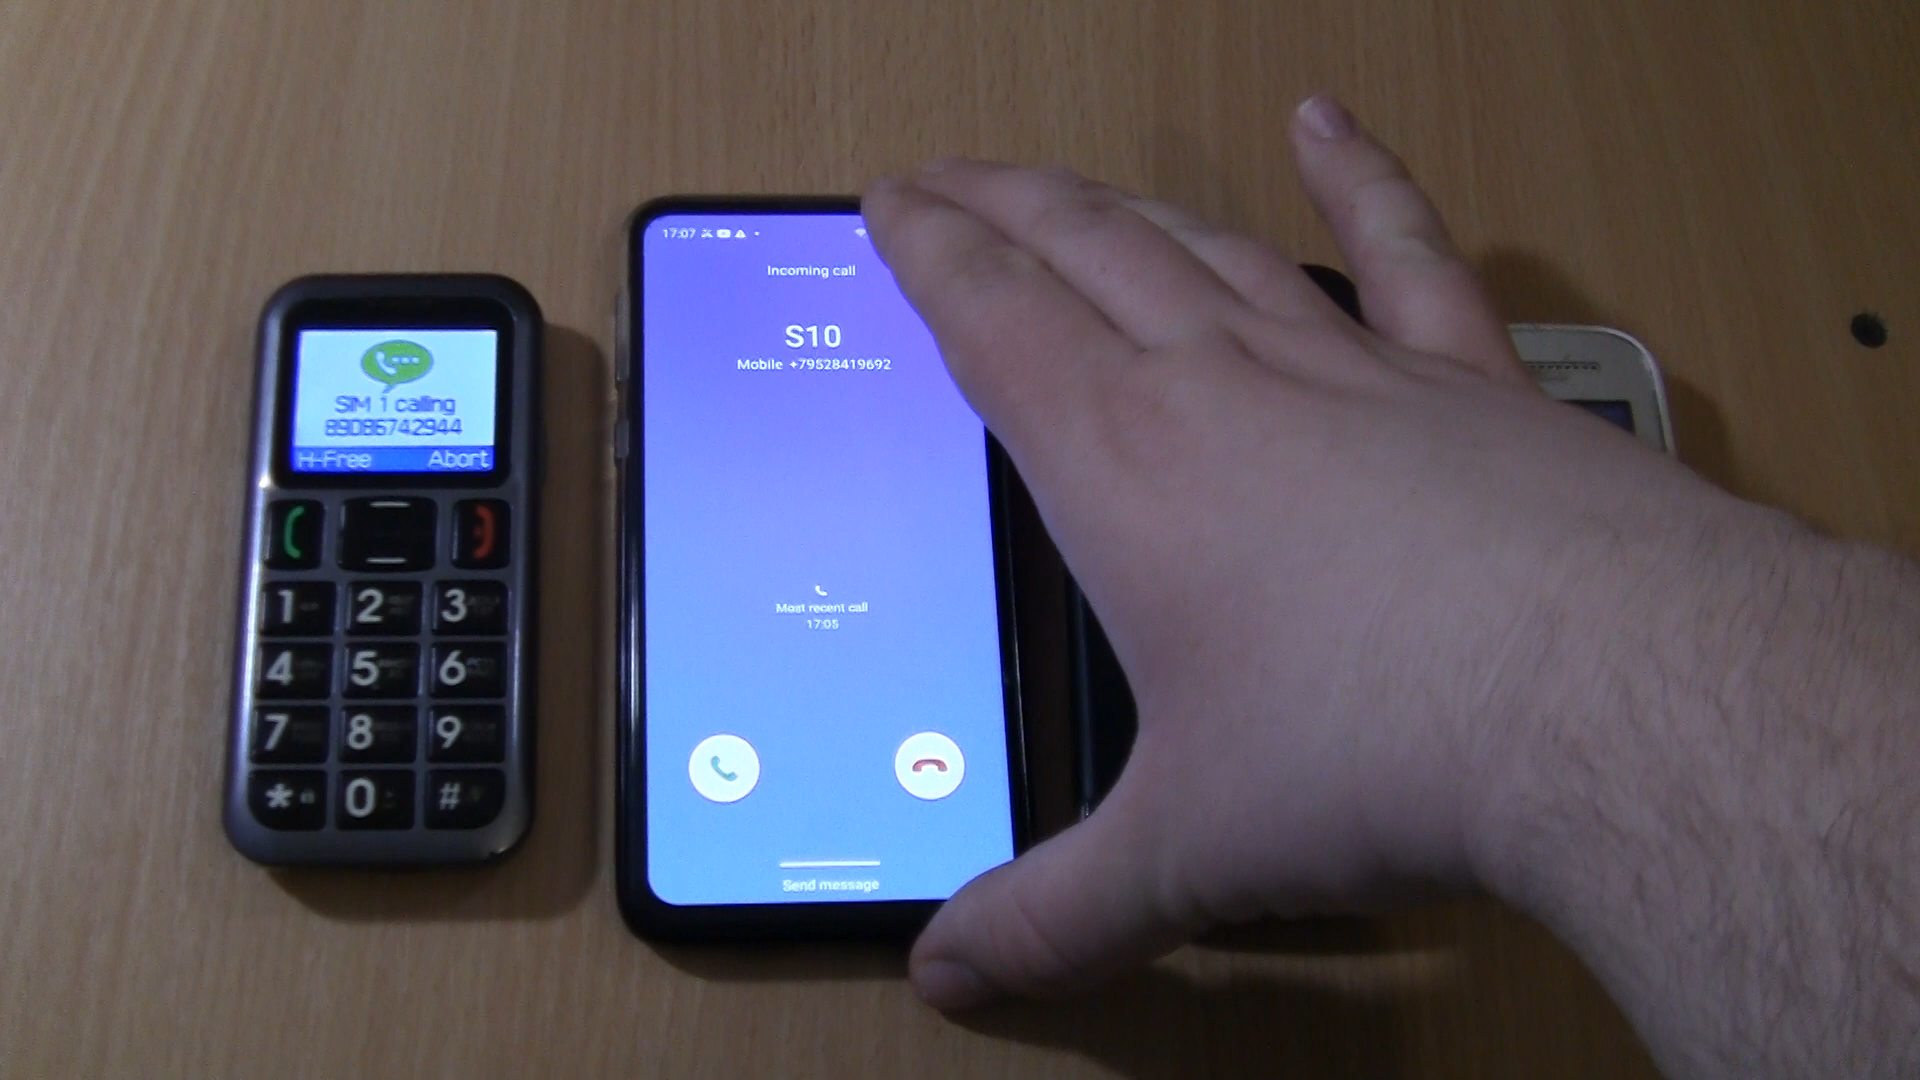 SIM 1 calling
89086742944
H-Free Abort
1
2
3
4
5
6
7
8
9
*
0
#
17:07
Incoming call
S10
Mobile +79528419692
Most recent call
17:05
Send message